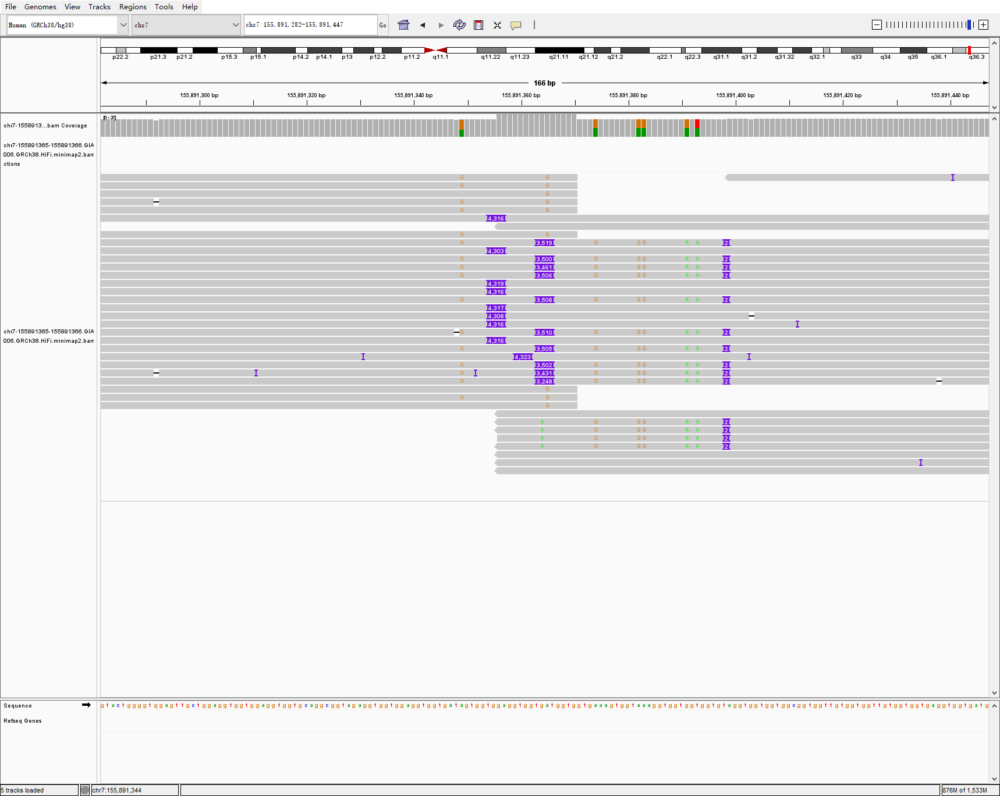 File Genomes View Tracks Regions Tools Help
Human (GRCh38/hg38) chr7 chr7:155,891,282-155,891,447 Go
p22.2 p21.3 p21.2 p15.3 p15.1 p14.2 p14.1 p13 p12.2 p11.2 q11.1 q11.22 q11.23 q21.11 q21.12 q21.2 q22.1 q22.3 q31.1 q31.2 q31.32 q32.1 q33 q34 q35 q36.1 q36.3
166 bp
155,891,300 bp 155,891,320 bp 155,891,340 bp 155,891,360 bp 155,891,380 bp 155,891,400 bp 155,891,420 bp 155,891,440 bp
[0 - 37]
chr7-1558913...bam Coverage
chr7-155891365-155891366.GIA
006.GRCh38.HiFi.minimap2.bam
ctions
G G
G G
G
G G
G G
4,316
G G
G 3,519 G G G A A 2
4,303
G 3,500 G G G A A 2
G 3,461 G G G A A 2
G 3,506 G G G A A 2
4,319
4,316
G 3,508 G G G A A 2
4,317
4,308
4,316
chr7-155891365-155891366.GIA
G 3,510 G G G A A 2
006.GRCh38.HiFi.minimap2.bam
4,316
G 3,505 G G G A A 2
4,323
G 3,502 G G G A A 2
G 3,431 G G G A A 2
G 3,248 G G G A A 2
G
G G
G
A G G G A A 2
A G G G A A 2
A G G G A A 2
A G G G A A 2
Sequence
g t a c t g g g g t g g a g t t g c t g g a g g t g g t g g a g g t g g t g c a g g c g g t a g a g g t g g t g g a g g t g g t g a t a g t g g t g g a g g t g g t g a t g g t g g t g a a a g t g g t a a a g g t g g t g g t g g t g t a g g t g g t g g t g g c g g t g g t t g t g g t g g t t g t g g t g g t g a g g t g g t g a t g
Refseq Genes
5 tracks loaded chr7:155,891,344 876M of 1,533M